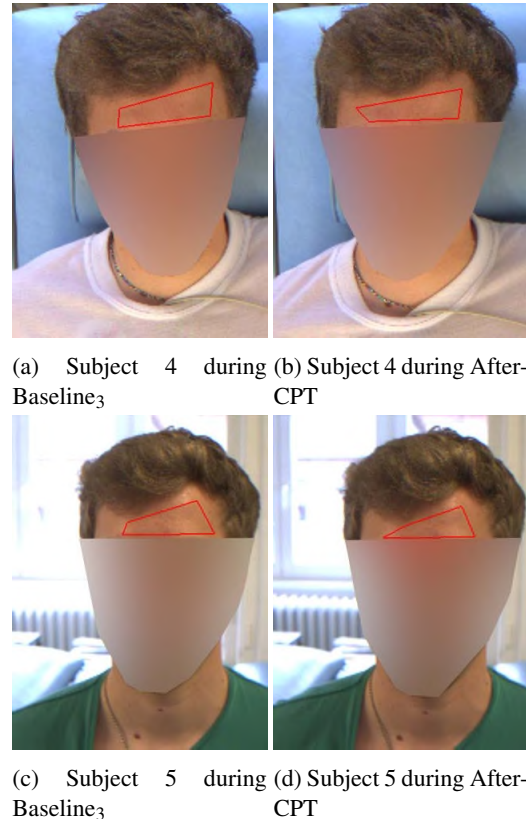 (a) Subject 4 during Baseline₃
(b) Subject 4 during After-CPT
(c) Subject 5 during Baseline₃
(d) Subject 5 during After-CPT